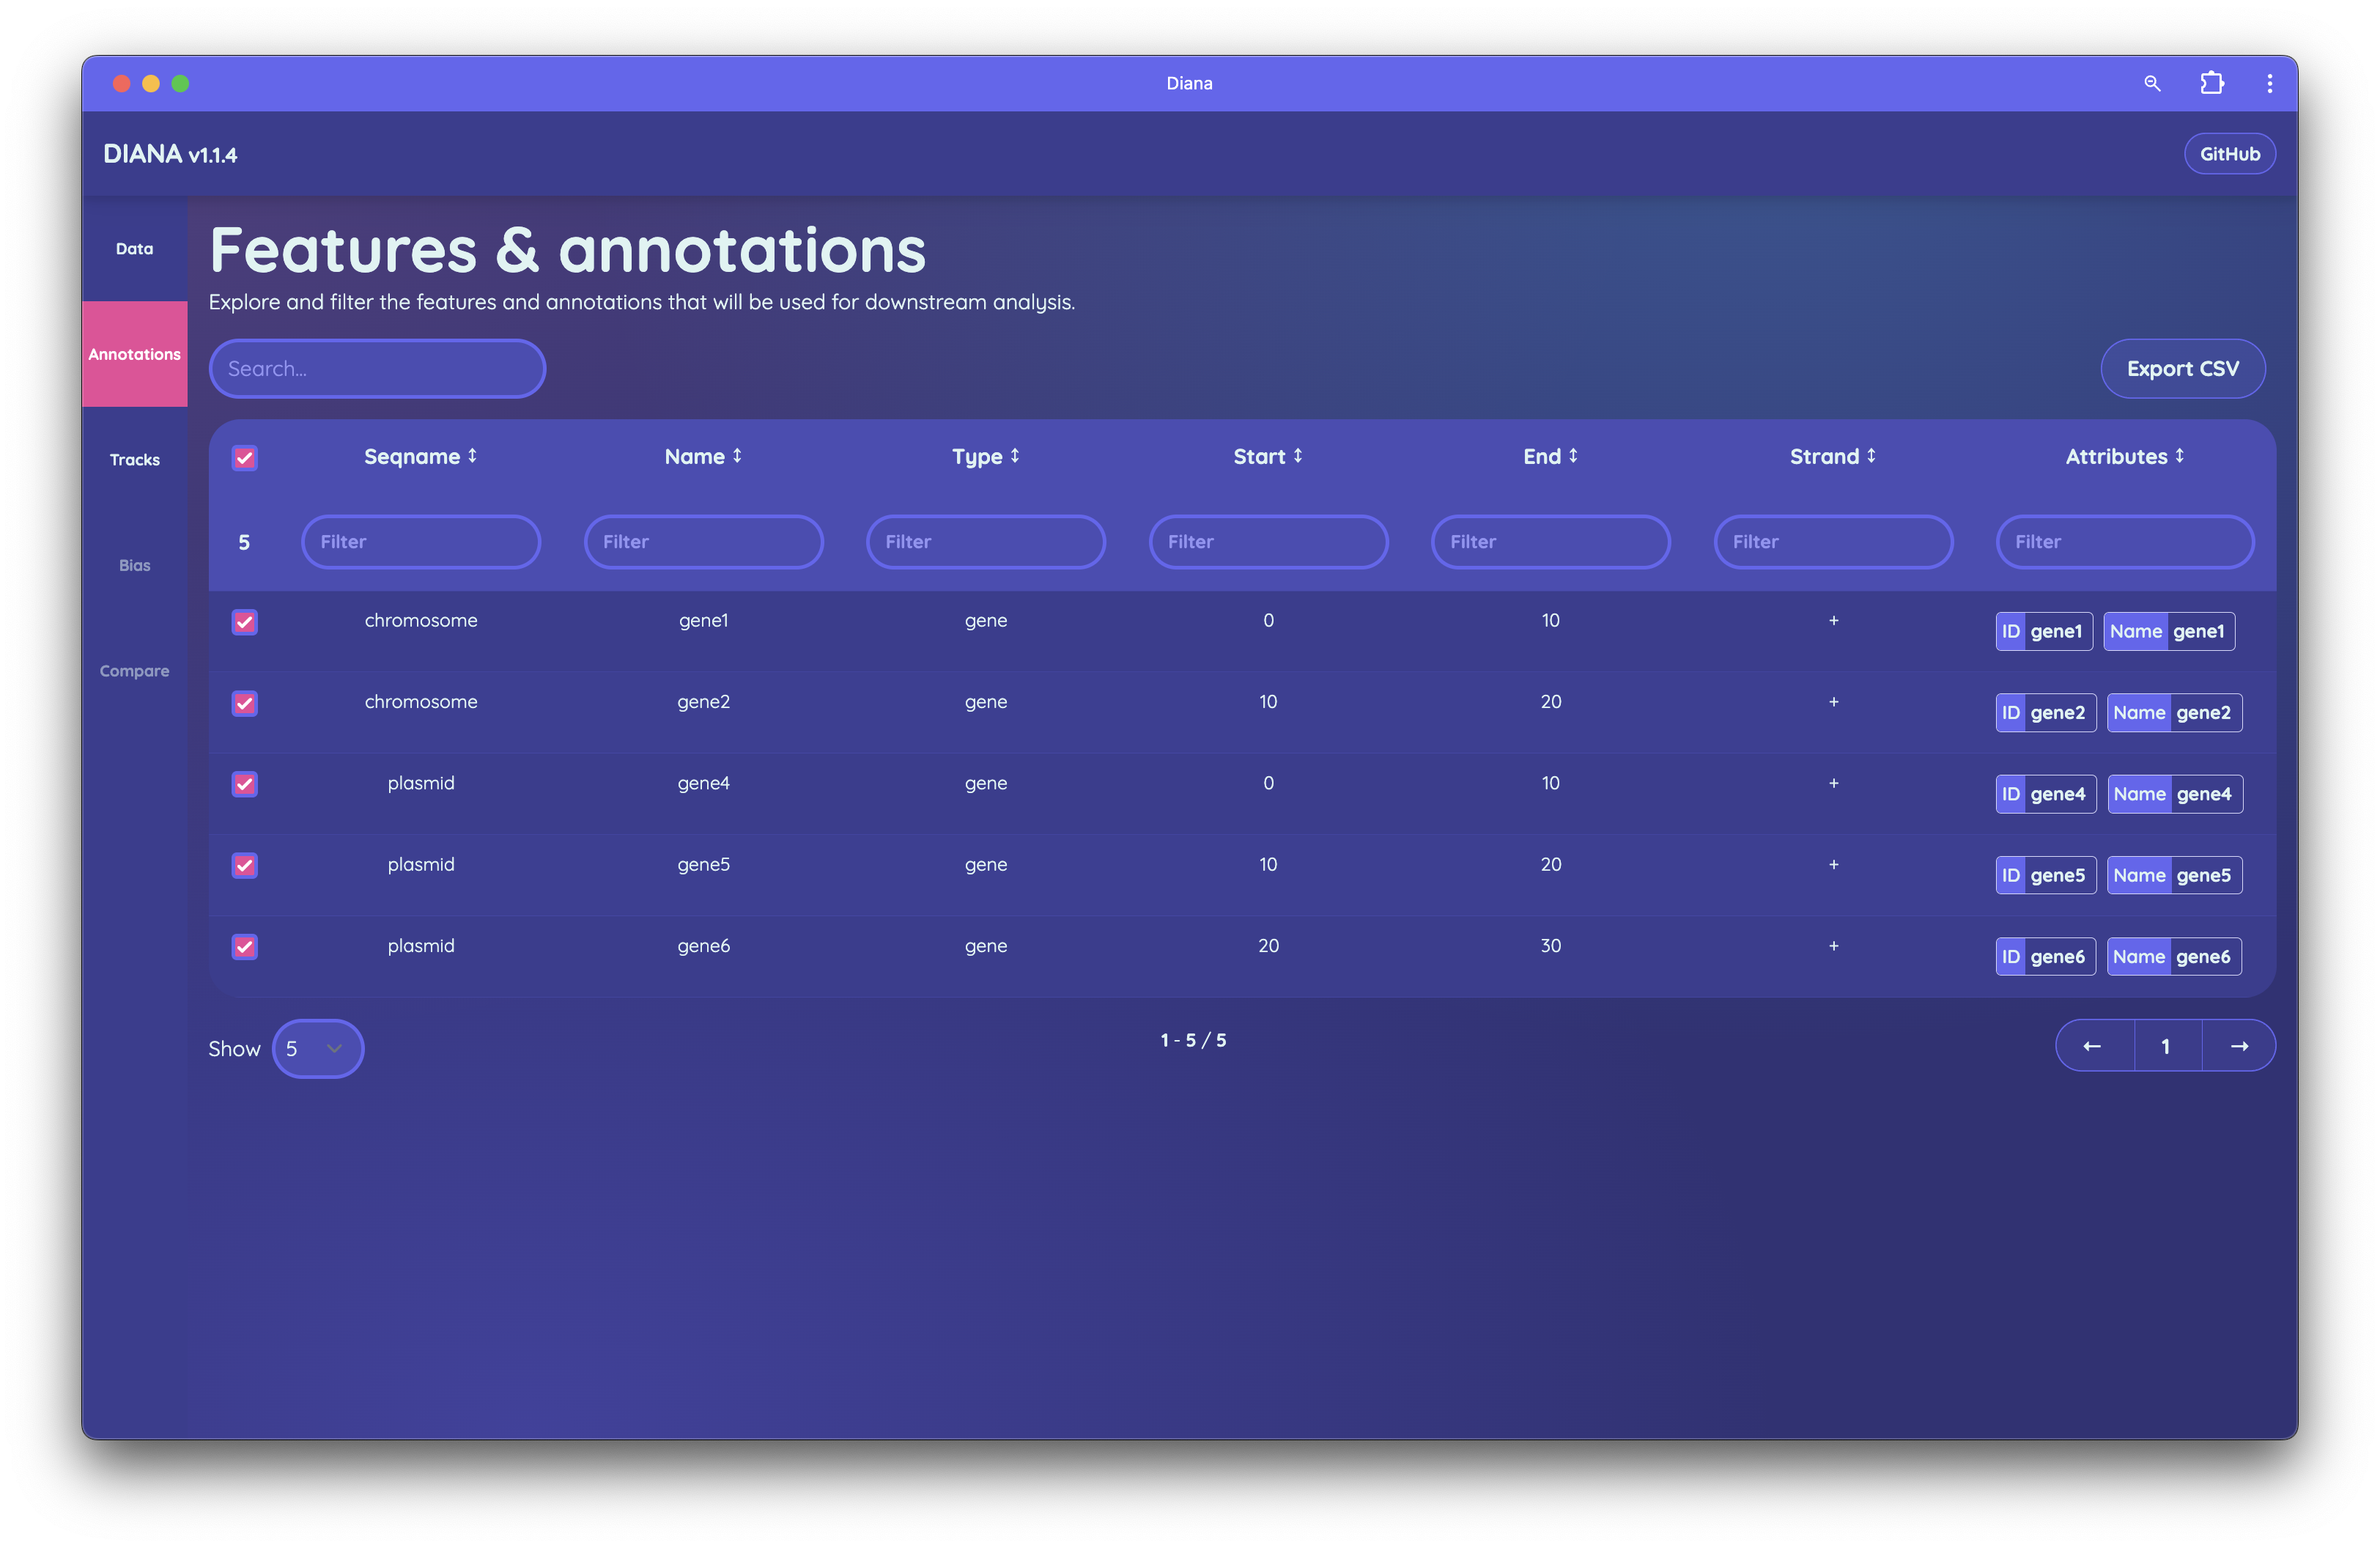 Diana
DIANA v1.1.4
GitHub
Data
Annotations
Tracks
Bias
Compare
Features & annotations
Explore and filter the features and annotations that will be used for downstream analysis.
Search...
Export CSV
Seqname Name Type Start End Strand Attributes
5 Filter Filter Filter Filter Filter Filter Filter
chromosome gene1 gene 0 10 + ID gene1 Name gene1
chromosome gene2 gene 10 20 + ID gene2 Name gene2
plasmid gene4 gene 0 10 + ID gene4 Name gene4
plasmid gene5 gene 10 20 + ID gene5 Name gene5
plasmid gene6 gene 20 30 + ID gene6 Name gene6
Show 5 1 - 5 / 5 ← 1 →